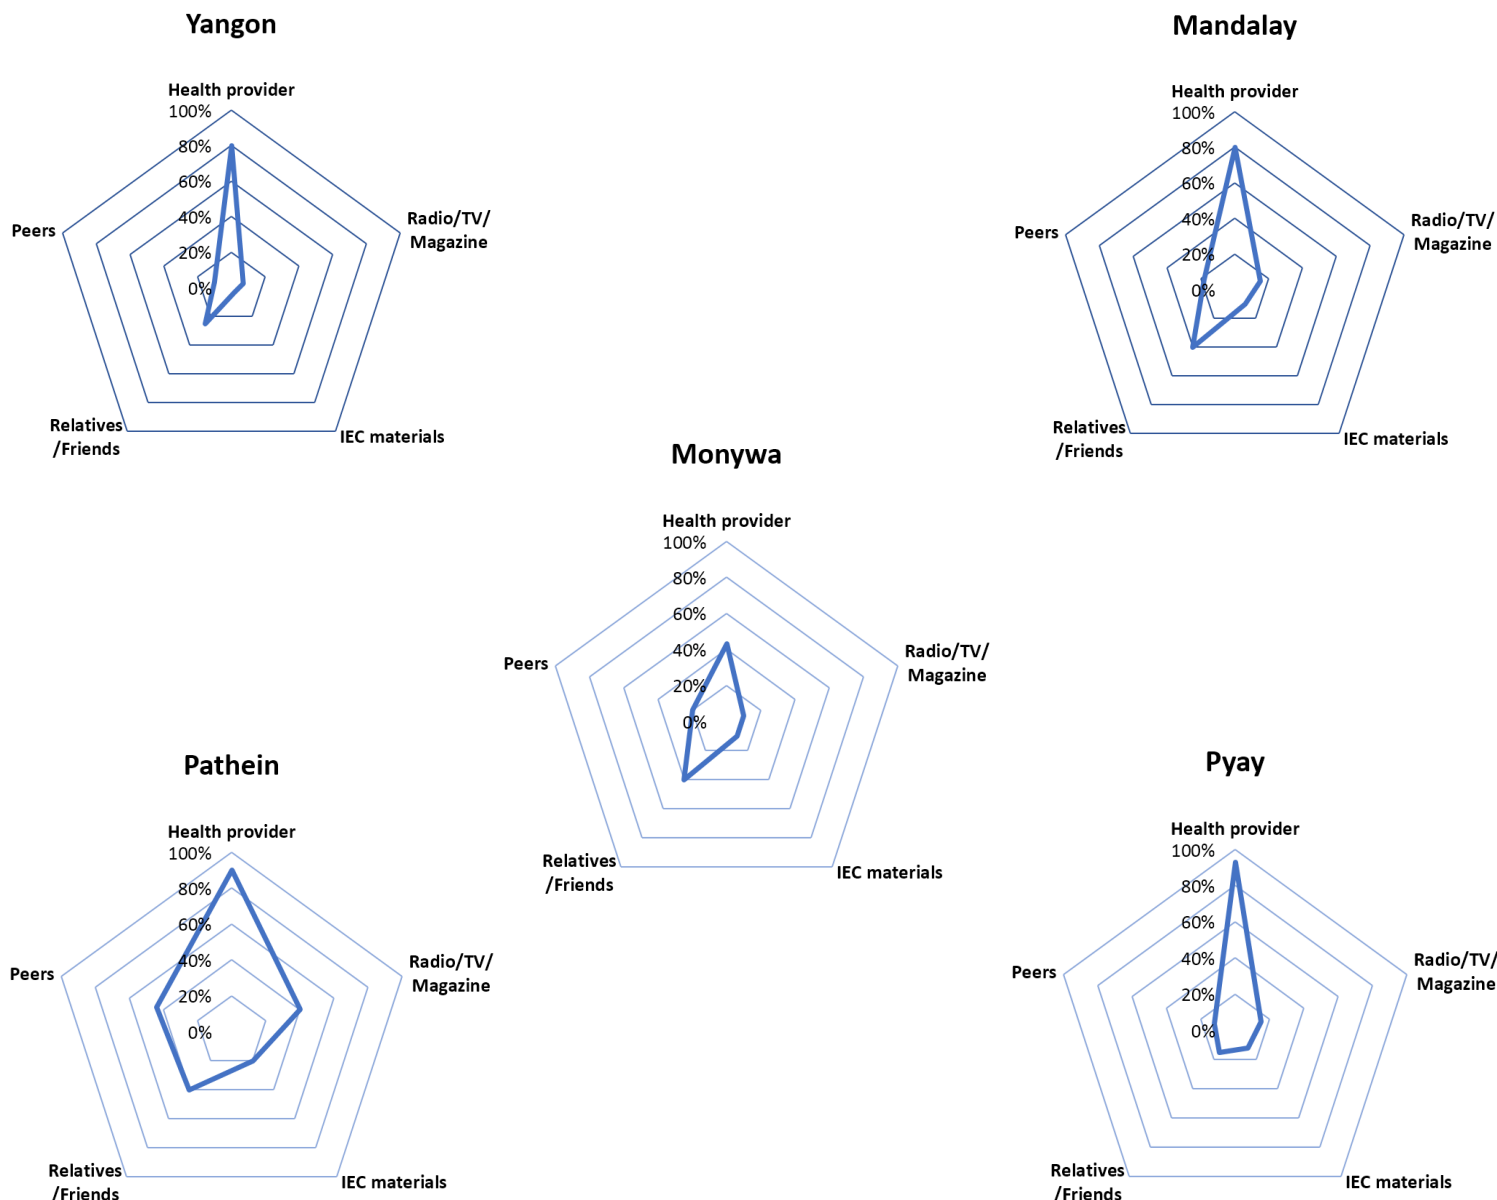 Yangon
Health provider
100%
80%
60%
40%
20%
0%
Radio/TV/
Magazine
IEC materials
Relatives
/Friends
Peers
Mandalay
Health provider
100%
80%
60%
40%
20%
0%
Radio/TV/
Magazine
IEC materials
Relatives
/Friends
Peers
Monywa
Health provider
100%
80%
60%
40%
20%
0%
Radio/TV/
Magazine
IEC materials
Relatives
/Friends
Peers
Pathein
Health provider
100%
80%
60%
40%
20%
0%
Radio/TV/
Magazine
IEC materials
Relatives
/Friends
Peers
Pyay
Health provider
100%
80%
60%
40%
20%
0%
Radio/TV/
Magazine
IEC materials
Relatives
/Friends
Peers